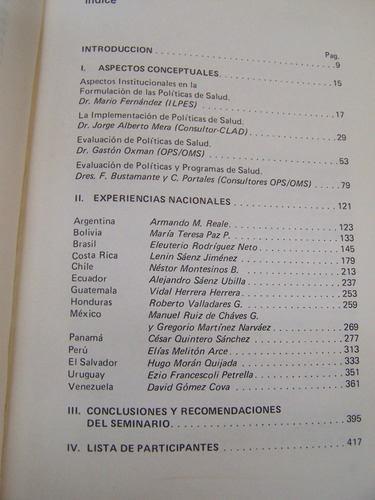 Indice
Pag.
INTRODUCCION . . . . . . . . . . . . . . . . . . . . . . . . . . . 9
I. ASPECTOS CONCEPTUALES. . . . . . . . . . . . . . . . . . . 15
Aspectos Institucionales en la
Formulación de las Políticas de Salud.
Dr. Mario Fernández (ILPES) . . . . . . . . . . . . . . . . . . 17
La Implementación de Políticas de Salud.
Dr. Jorge Alberto Mera (Consultor-CLAD) . . . . . . . . . . . 29
Evaluación de Políticas de Salud.
Dr. Gastón Oxman (OPS/OMS) . . . . . . . . . . . . . . . . . 53
Evaluación de Políticas y Programas de Salud.
Dres. F. Bustamante y C. Portales (Consultores OPS/OMS) . . . . 79
II. EXPERIENCIAS NACIONALES . . . . . . . . . . . . . . . . . 121
Argentina Armando M. Reale. . . . . . . . . . . . . . . 123
Bolivia María Teresa Paz P. . . . . . . . . . . . . . . 133
Brasil Eleuterio Rodríguez Neto . . . . . . . . . . . 145
Costa Rica Lenin Sáenz Jiménez . . . . . . . . . . . . . 179
Chile Néstor Montesinos B. . . . . . . . . . . . . . 213
Ecuador Alejandro Sáenz Ubilla . . . . . . . . . . . . 237
Guatemala Vidal Herrera Herrera . . . . . . . . . . . . . 253
Honduras Roberto Valladares G. . . . . . . . . . . . . . 259
México Manuel Ruiz de Cháves G.
y Gregorio Martínez Narváez . . . . . . . . . 269
Panamá César Quintero Sánchez . . . . . . . . . . . . 277
Perú Elías Melitón Arce . . . . . . . . . . . . . . . 313
El Salvador Hugo Morán Quijada . . . . . . . . . . . . . 333
Uruguay Ezio Francescoli Petrella . . . . . . . . . . . 351
Venezuela David Gómez Cova . . . . . . . . . . . . . . 361
III. CONCLUSIONES Y RECOMENDACIONES
DEL SEMINARIO. . . . . . . . . . . . . . . . . . . . . . . . 395
IV. LISTA DE PARTICIPANTES . . . . . . . . . . . . . . . . . 417